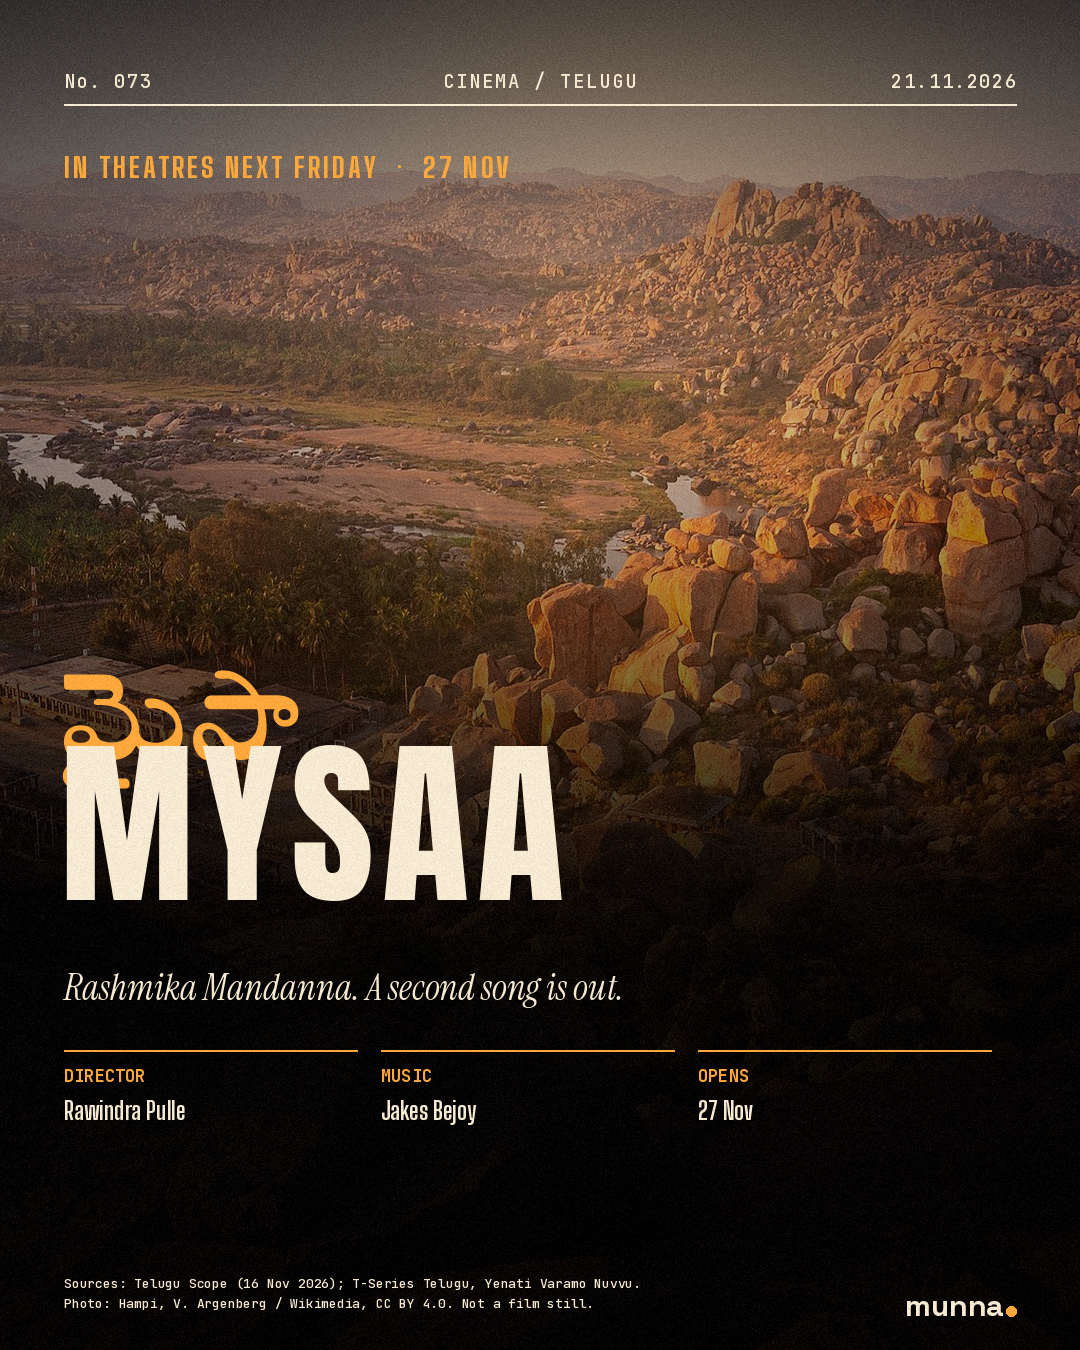 No. 073
CINEMA / TELUGU
21.11.2026
IN THEATRES NEXT FRIDAY · 27 NOV
మైసా
MYSAA
Rashmika Mandanna. A second song is out.
DIRECTOR
Rawindra Pulle
MUSIC
Jakes Bejoy
OPENS
27 Nov
Sources: Telugu Scope (16 Nov 2026); T-Series Telugu, Yenati Varamo Nuvvu.
Photo: Hampi, V. Argenberg / Wikimedia, CC BY 4.0. Not a film still.
munna.